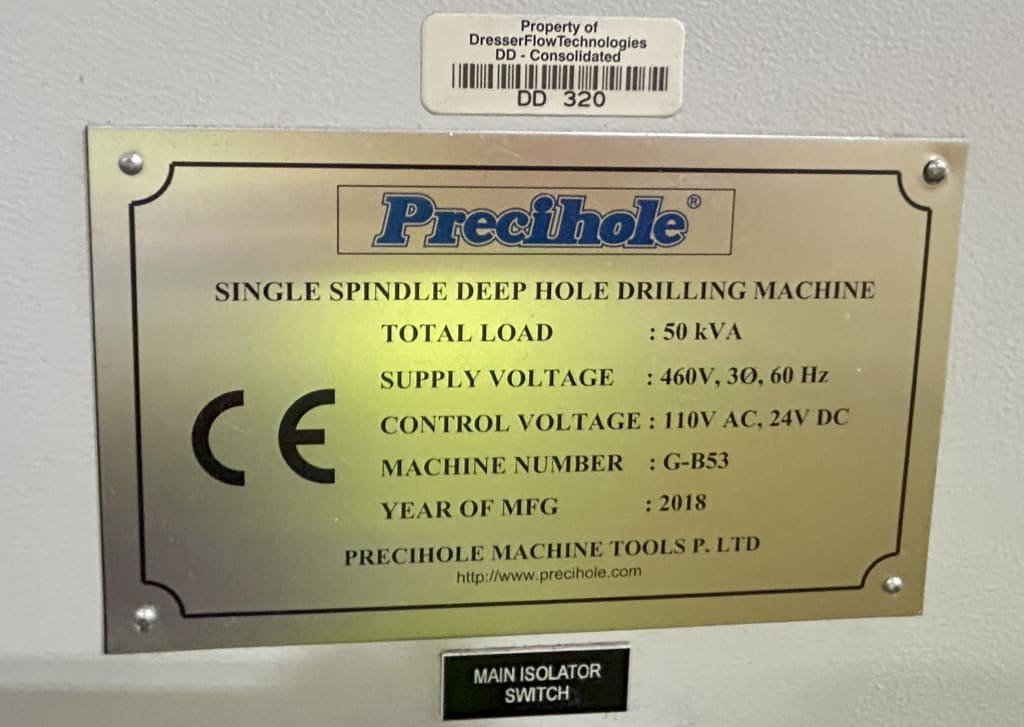 Property of
DresserFlowTechnologies
DD - Consolidated
DD 320
Precihole®
SINGLE SPINDLE DEEP HOLE DRILLING MACHINE
TOTAL LOAD : 50 kVA
SUPPLY VOLTAGE : 460V, 3Ø, 60 Hz
CONTROL VOLTAGE : 110V AC, 24V DC
CE
MACHINE NUMBER : G-B53
YEAR OF MFG : 2018
PRECIHOLE MACHINE TOOLS P. LTD
http://www.precihole.com
MAIN ISOLATOR
SWITCH